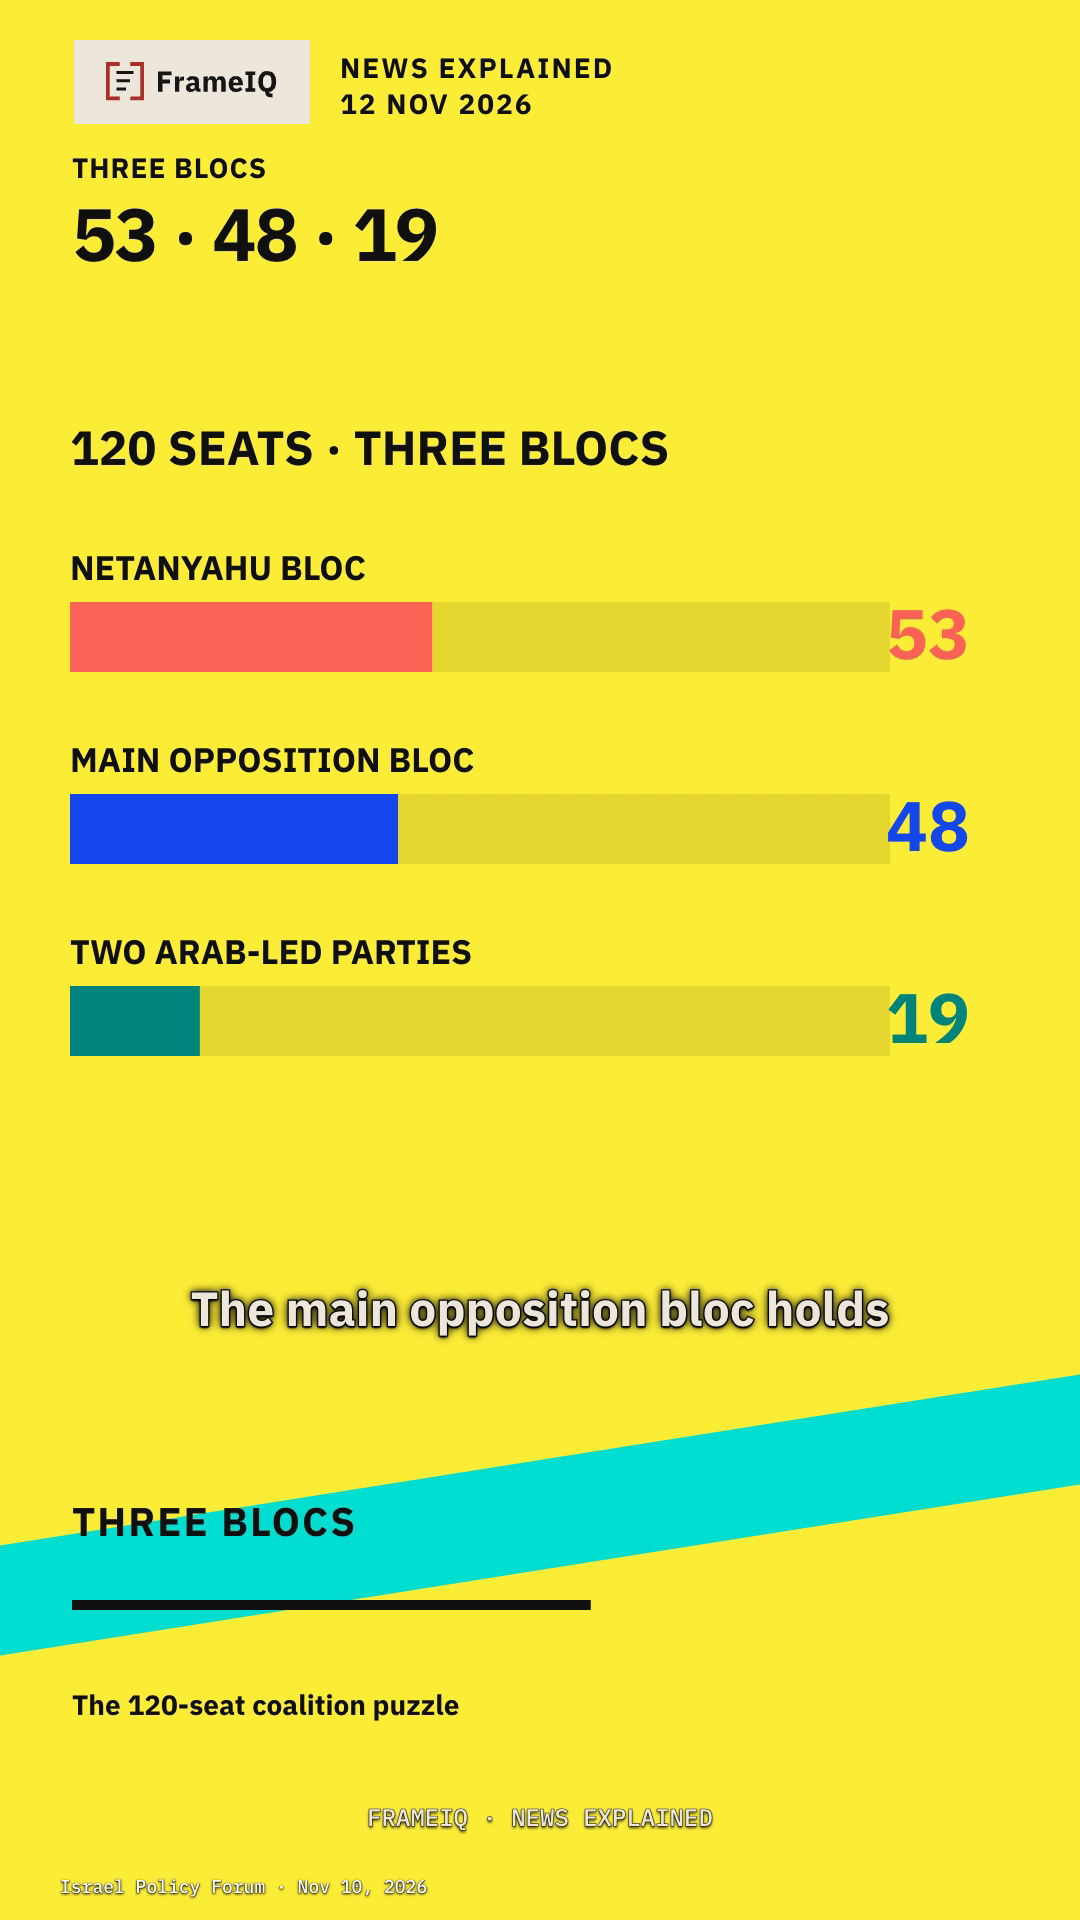 FrameIQ
NEWS EXPLAINED
12 NOV 2026
THREE BLOCS
53 · 48 · 19
120 SEATS · THREE BLOCS
NETANYAHU BLOC
53
MAIN OPPOSITION BLOC
48
TWO ARAB-LED PARTIES
19
The main opposition bloc holds
THREE BLOCS
The 120-seat coalition puzzle
FRAMEIQ · NEWS EXPLAINED
Israel Policy Forum · Nov 10, 2026